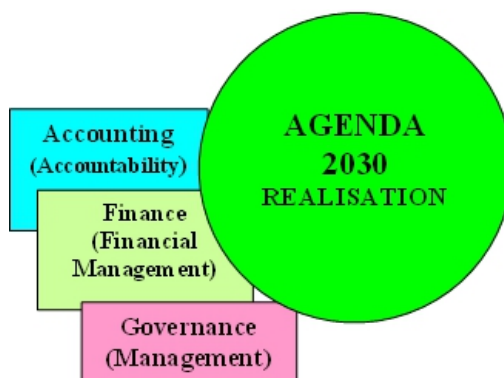 Accounting
(Accountability)
Finance
(Financial
Management)
Governance
(Management)
AGENDA
2030
REALISATION